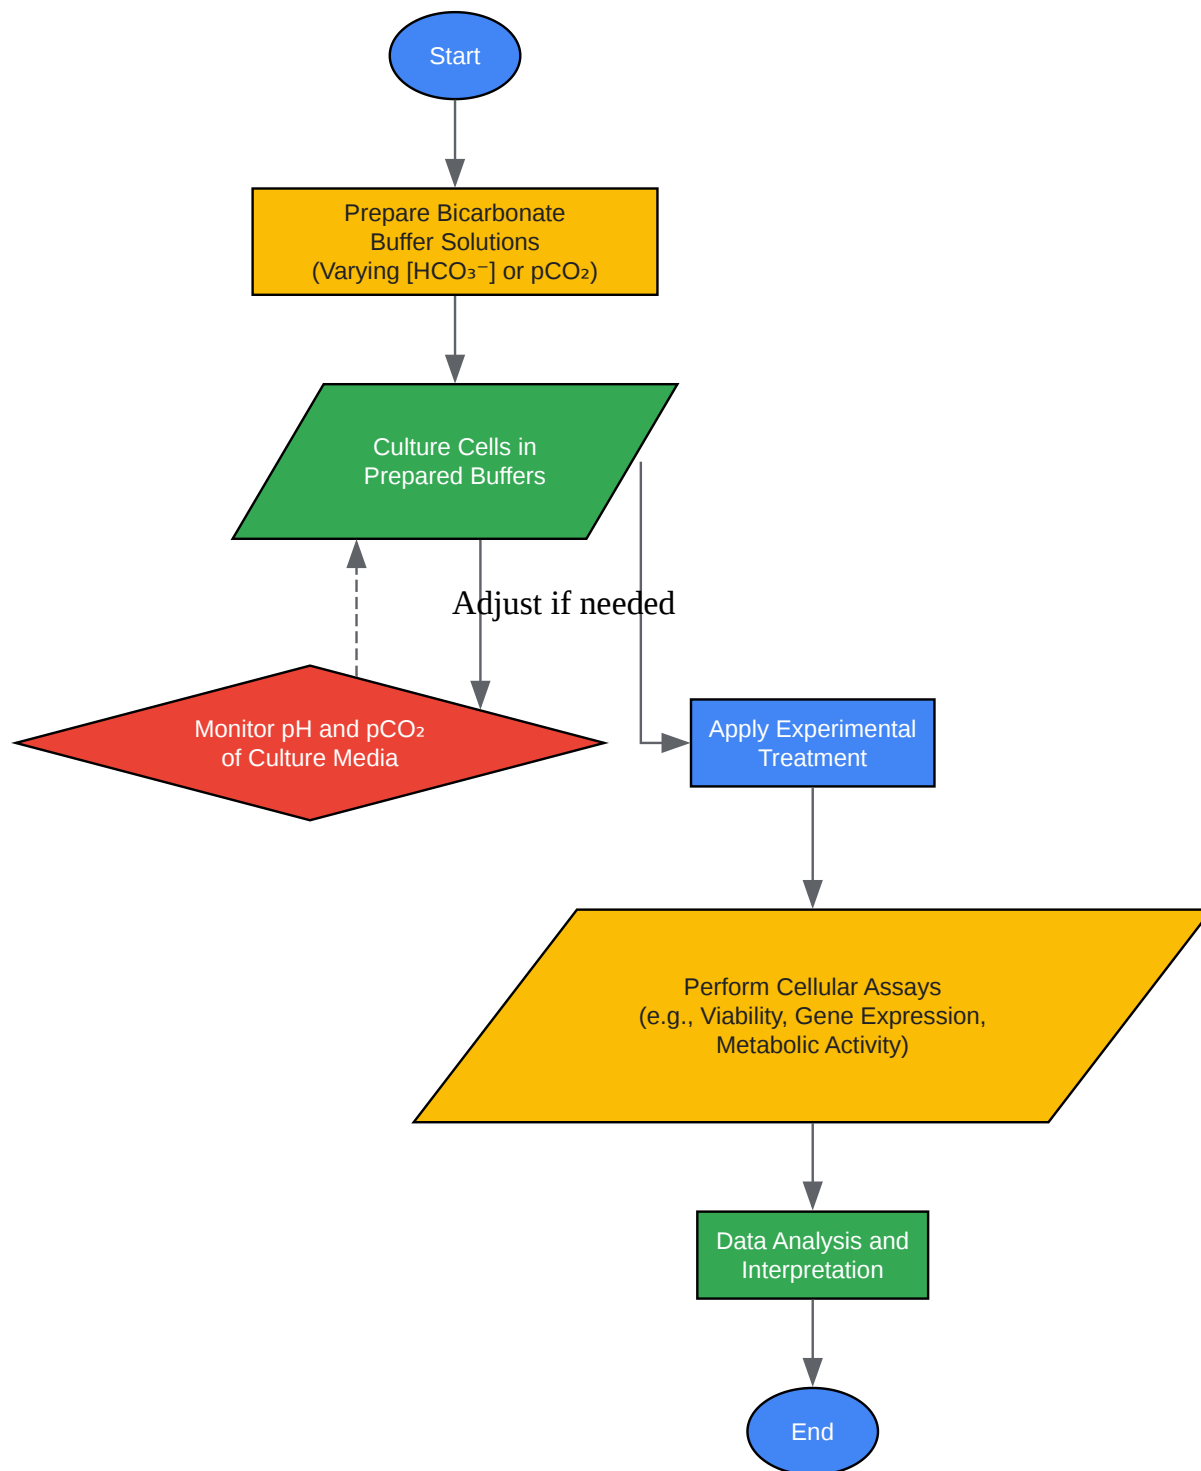 Start
Prepare Bicarbonate
Buffer Solutions
(Varying [HCO₃⁻] or pCO₂)
Culture Cells in
Prepared Buffers
Adjust if needed
Monitor pH and pCO₂
of Culture Media
Apply Experimental
Treatment
Perform Cellular Assays
(e.g., Viability, Gene Expression,
Metabolic Activity)
Data Analysis and
Interpretation
End